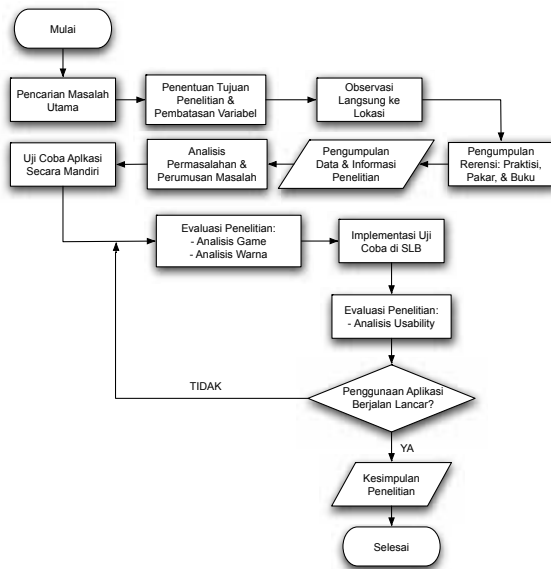 Mulai
Pencarian Masalah
Utama
Penentuan Tujuan
Penelitian &
Pembatasan Variabel
Observasi
Langsung ke
Lokasi
Pengumpulan
Rerensi: Praktisi,
Pakar, & Buku
Pengumpulan
Data & Informasi
Penelitian
Analisis
Permasalahan &
Perumusan Masalah
Uji Coba Aplkasi
Secara Mandiri
Evaluasi Penelitian:
- Analisis Game
- Analisis Warna
Implementasi Uji
Coba di SLB
Evaluasi Penelitian:
- Analisis Usability
Penggunaan Aplikasi
Berjalan Lancar?
TIDAK
YA
Kesimpulan
Penelitian
Selesai